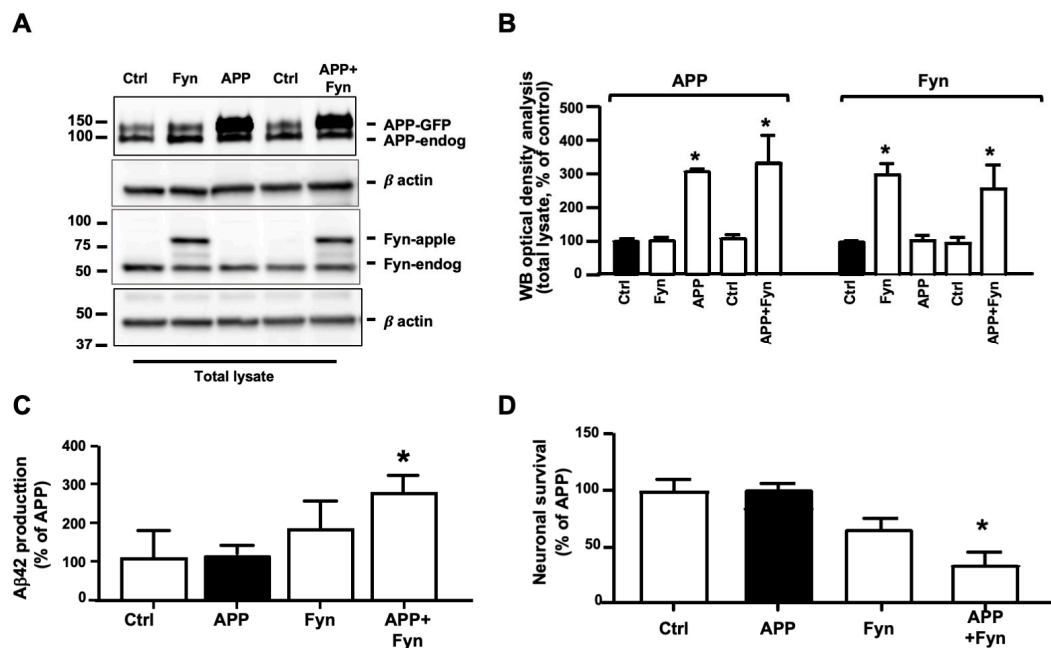 A
Ctrl Fyn APP Ctrl APP+
Fyn
150
100
APP-GFP
APP-endog
β actin
100
75
50
Fyn-apple
Fyn-endog
50
37
β actin
Total lysate
B
APP Fyn
WB optical density analysis
(total lysate, % of control)
500
400
300
200
100
0
* * * *
Ctrl Fyn APP Ctrl APP+Fyn Ctrl Fyn APP Ctrl APP+Fyn
C
Aβ42 producttion
(% of APP)
400
300
200
100
0
*
Ctrl APP Fyn APP+
Fyn
D
Neuronal survival
(% of APP)
150
100
50
0
*
Ctrl APP Fyn APP
+Fyn